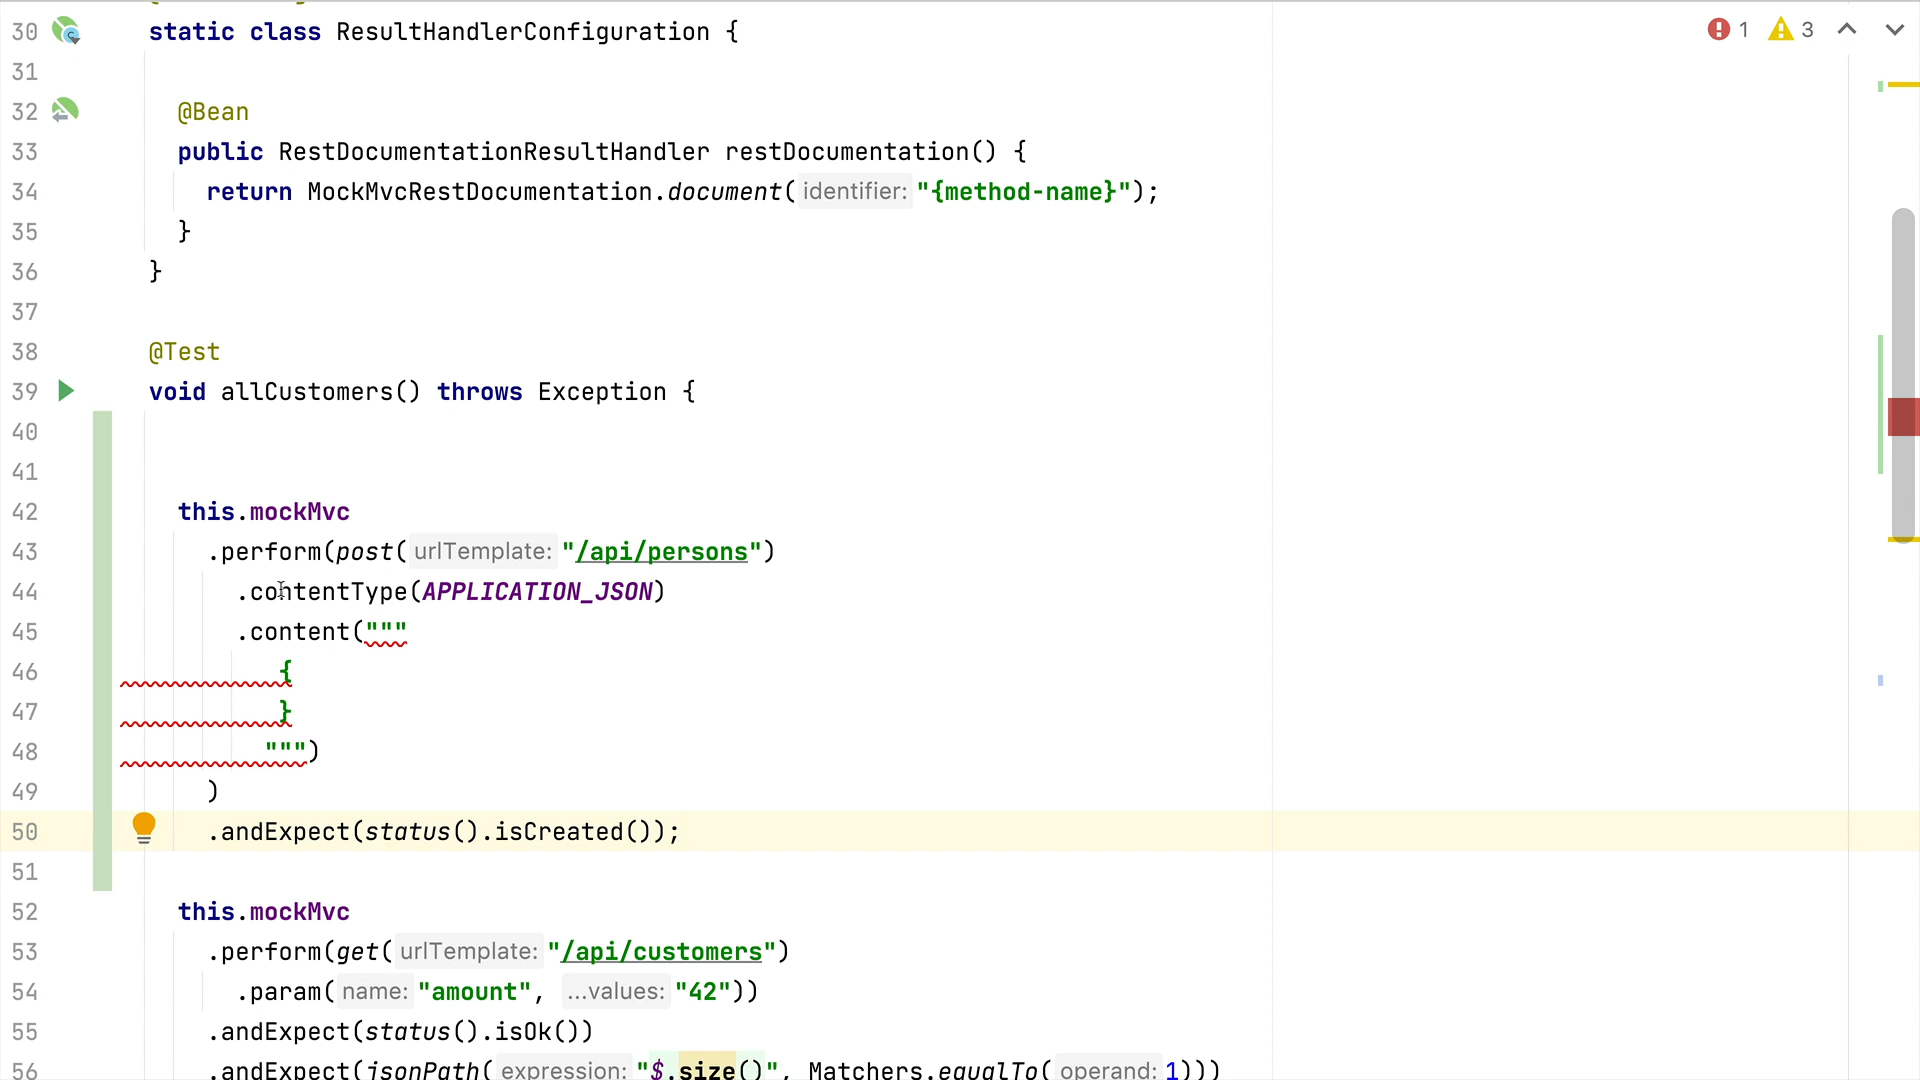 30 static class ResultHandlerConfiguration { 1 3
31
32 @Bean
33 public RestDocumentationResultHandler restDocumentation() {
34 return MockMvcRestDocumentation.document( identifier: "{method-name}");
35 }
36 }
37
38 @Test
39 void allCustomers() throws Exception {
40
41
42 this.mockMvc
43 .perform(post( urlTemplate: "/api/persons")
44 .contentType(APPLICATION_JSON)
45 .content("""
46 {
47 }
48 """)
49 )
50 .andExpect(status().isCreated());
51
52 this.mockMvc
53 .perform(get( urlTemplate: "/api/customers")
54 .param( name: "amount", ...values: "42"))
55 .andExpect(status().isOk())
56 .andExpect(jsonPath( expression: "$.size()", Matchers.equalTo( operand: 1)))